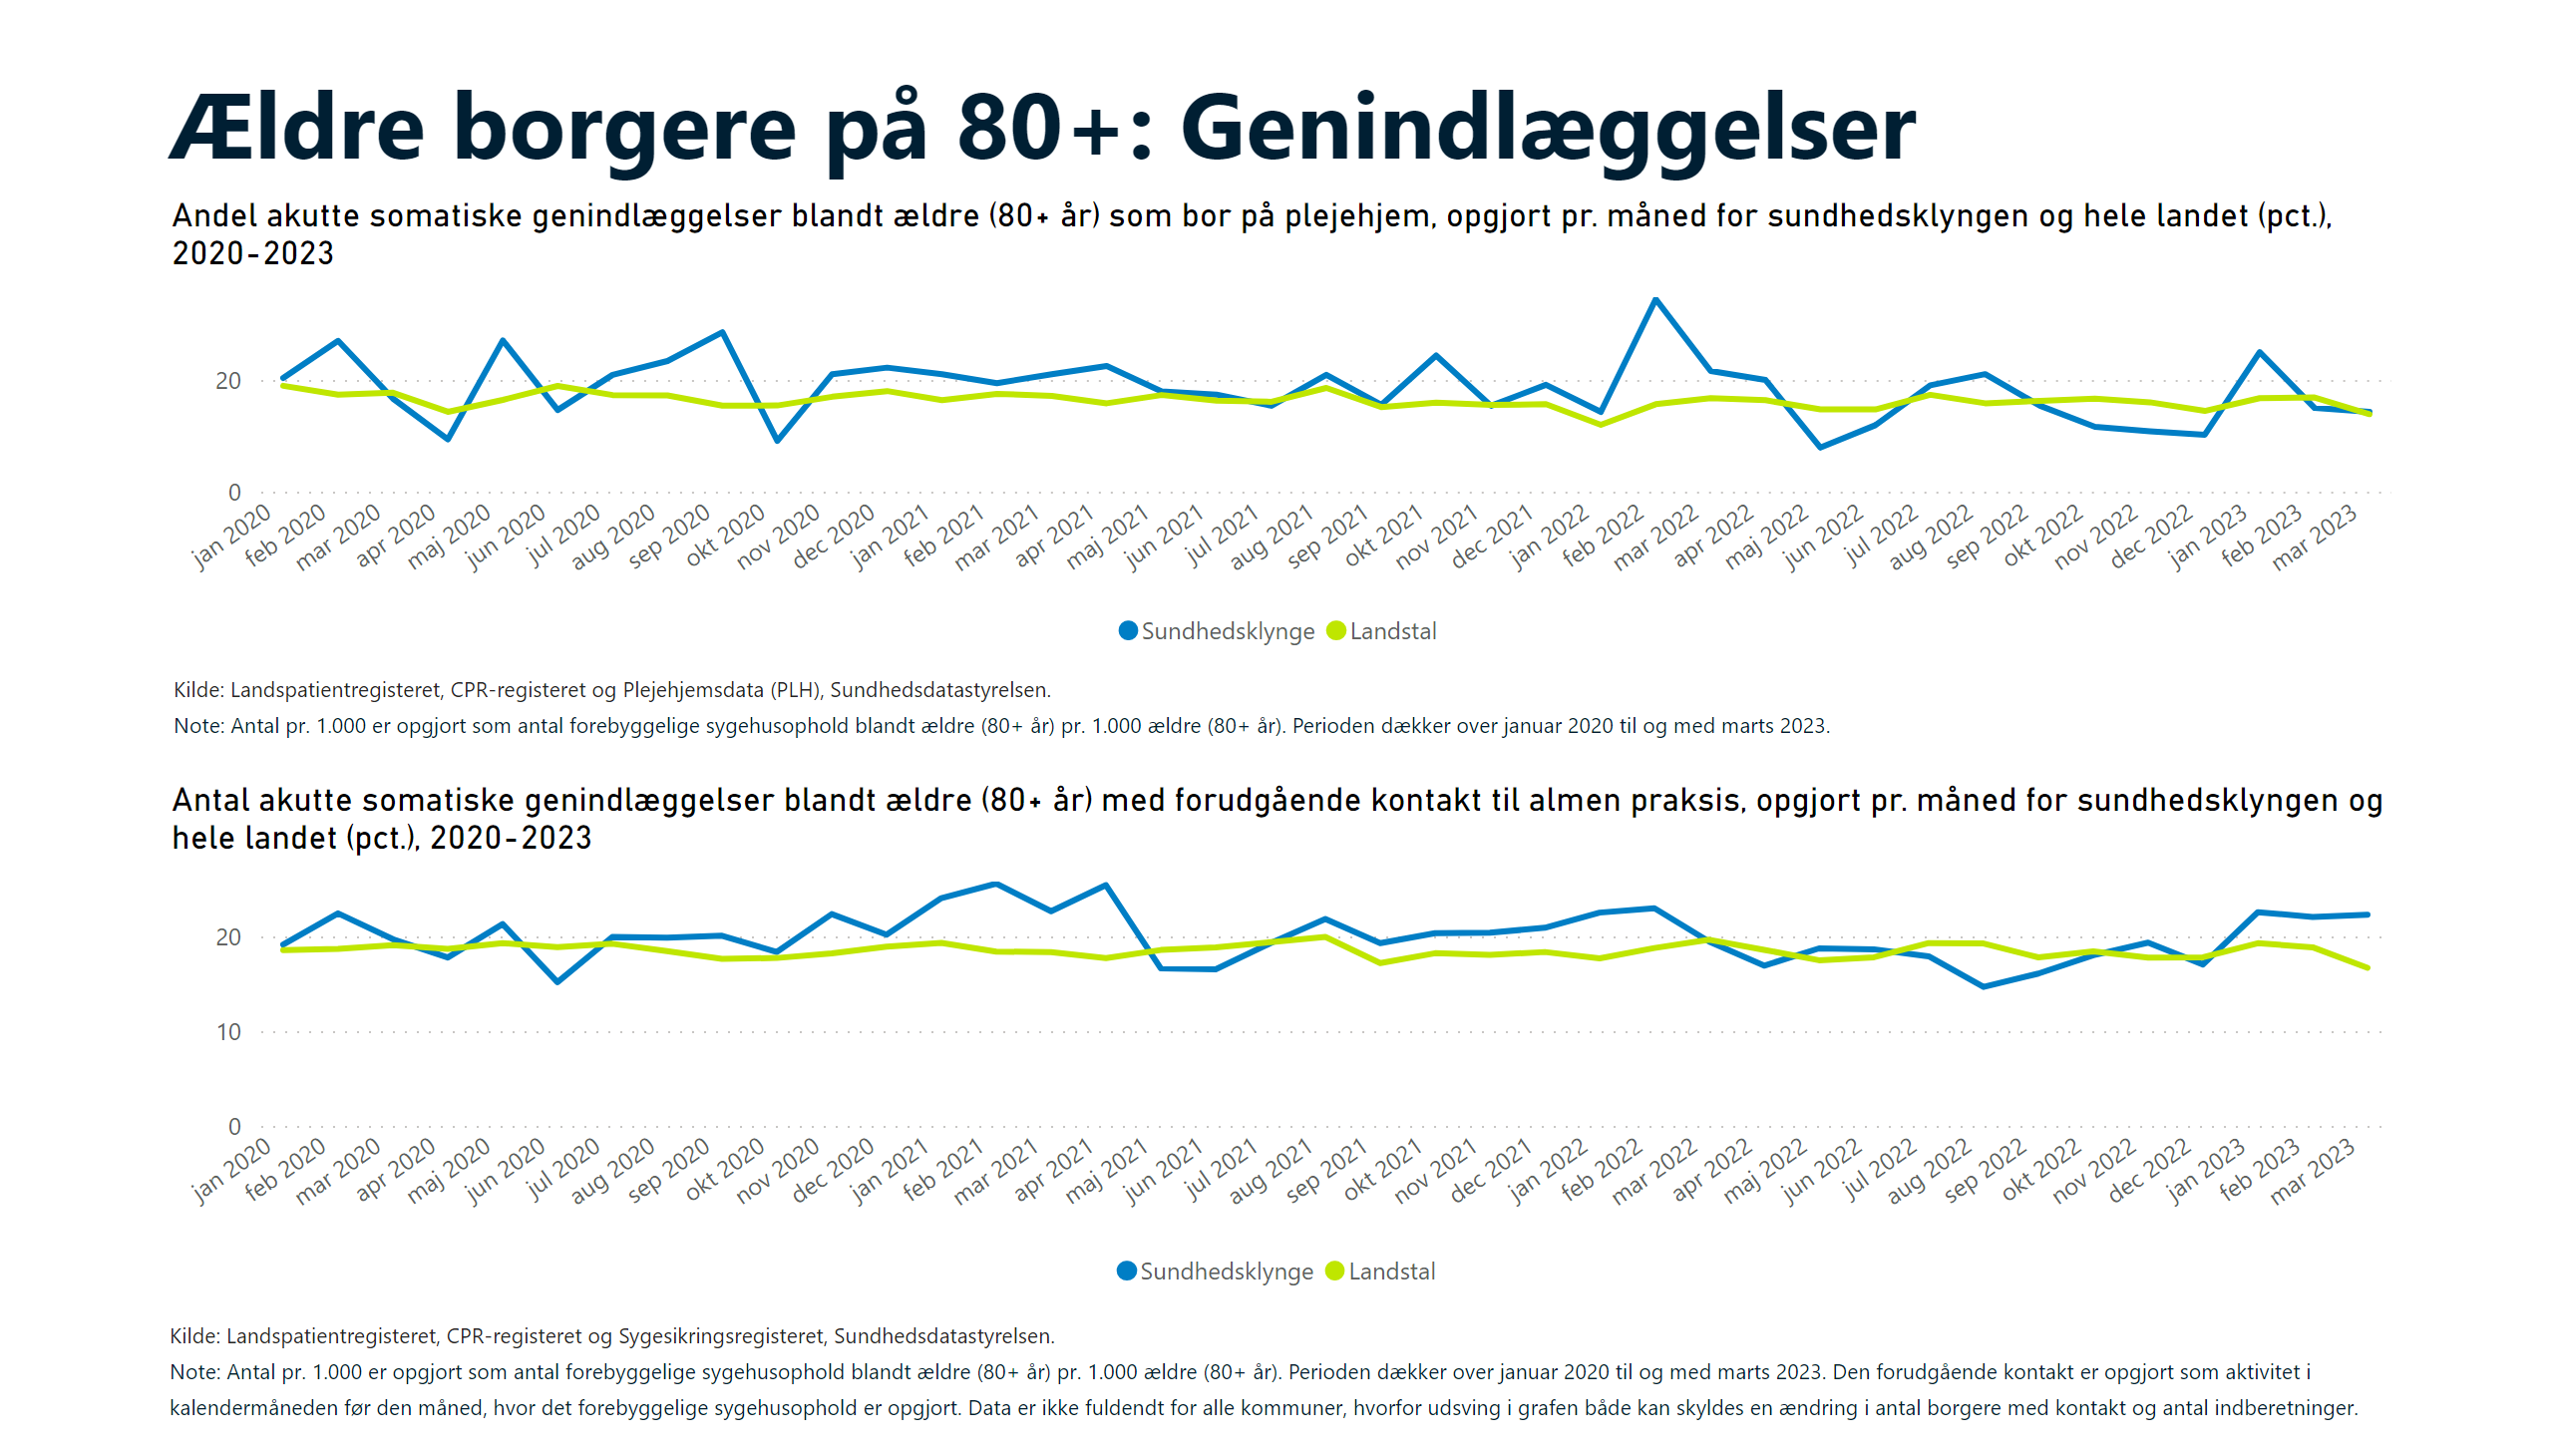 Ældre borgere på 80+: Genindlæggelser
Andel akutte somatiske genindlæggelser blandt ældre (80+ år) som bor på plejehjem, opgjort pr. måned for sundhedsklyngen og hele landet (pct.),
2020-2023
20
0
jan 2020
feb 2020
mar 2020
apr 2020
maj 2020
jun 2020
jul 2020
aug 2020
sep 2020
okt 2020
nov 2020
dec 2020
jan 2021
feb 2021
mar 2021
apr 2021
maj 2021
jun 2021
jul 2021
aug 2021
sep 2021
okt 2021
nov 2021
dec 2021
jan 2022
feb 2022
mar 2022
apr 2022
maj 2022
jun 2022
jul 2022
aug 2022
sep 2022
okt 2022
nov 2022
dec 2022
jan 2023
feb 2023
mar 2023
Sundhedsklynge Landstal
Kilde: Landspatientregisteret, CPR-registeret og Plejehjemsdata (PLH), Sundhedsdatastyrelsen.
Note: Antal pr. 1.000 er opgjort som antal forebyggelige sygehusophold blandt ældre (80+ år) pr. 1.000 ældre (80+ år). Perioden dækker over januar 2020 til og med marts 2023.
Antal akutte somatiske genindlæggelser blandt ældre (80+ år) med forudgående kontakt til almen praksis, opgjort pr. måned for sundhedsklyngen og
hele landet (pct.), 2020-2023
20
10
0
jan 2020
feb 2020
mar 2020
apr 2020
maj 2020
jun 2020
jul 2020
aug 2020
sep 2020
okt 2020
nov 2020
dec 2020
jan 2021
feb 2021
mar 2021
apr 2021
maj 2021
jun 2021
jul 2021
aug 2021
sep 2021
okt 2021
nov 2021
dec 2021
jan 2022
feb 2022
mar 2022
apr 2022
maj 2022
jun 2022
jul 2022
aug 2022
sep 2022
okt 2022
nov 2022
dec 2022
jan 2023
feb 2023
mar 2023
Sundhedsklynge Landstal
Kilde: Landspatientregisteret, CPR-registeret og Sygesikringsregisteret, Sundhedsdatastyrelsen.
Note: Antal pr. 1.000 er opgjort som antal forebyggelige sygehusophold blandt ældre (80+ år) pr. 1.000 ældre (80+ år). Perioden dækker over januar 2020 til og med marts 2023. Den forudgående kontakt er opgjort som aktivitet i
kalendermåneden før den måned, hvor det forebyggelige sygehusophold er opgjort. Data er ikke fuldendt for alle kommuner, hvorfor udsving i grafen både kan skyldes en ændring i antal borgere med kontakt og antal indberetninger.